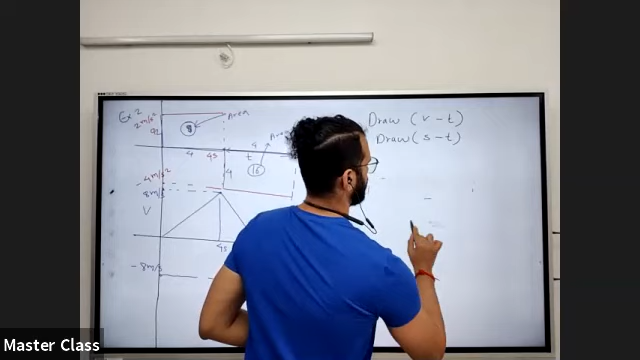 Ex. 2
Area
2m/s²
8
a
Area
4
4s
4
t
4
16
-4m/s²
8m/s
V
4s
-8m/s
Draw (v-t)
Draw (s-t)
Master Class